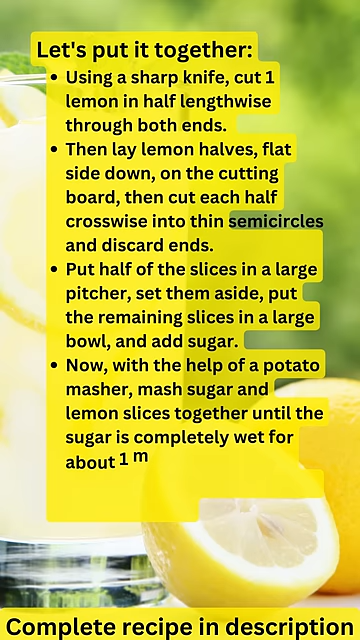 Let's put it together:
• Using a sharp knife, cut 1
lemon in half lengthwise
through both ends.
• Then lay lemon halves, flat
side down, on the cutting
board, then cut each half
crosswise into thin semicircles
and discard ends.
• Put half of the slices in a large
pitcher, set them aside, put
the remaining slices in a large
bowl, and add sugar.
• Now, with the help of a potato
masher, mash sugar and
lemon slices together until the
sugar is completely wet for
about 1 m
Complete recipe in description